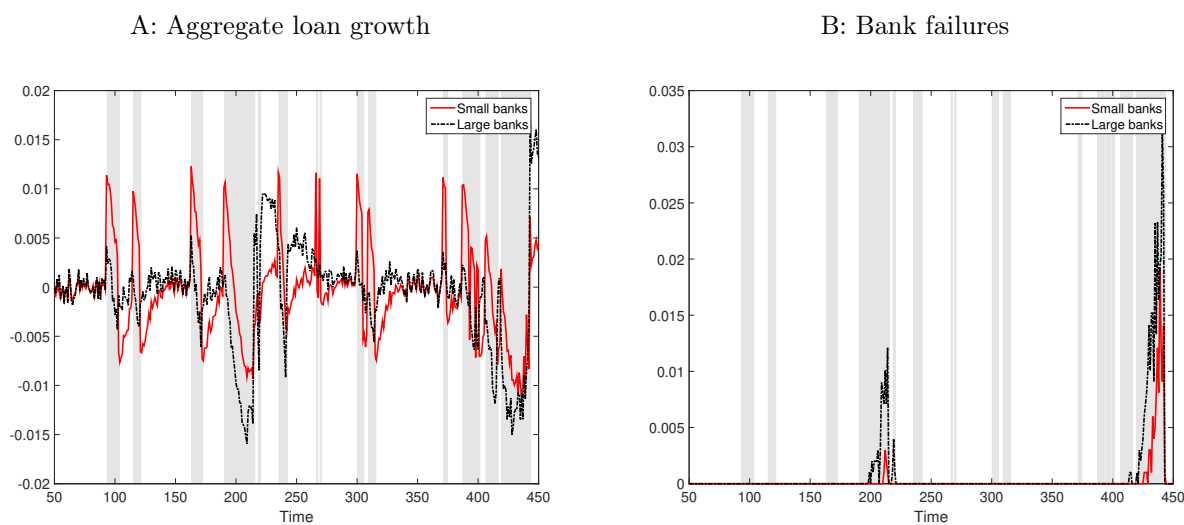 A: Aggregate loan growth
0.02
0.015
0.01
0.005
0
-0.005
-0.01
-0.015
-0.02
50 100 150 200 250 300 350 400 450
Time
Small banks
Large banks
B: Bank failures
0.035
0.03
0.025
0.02
0.015
0.01
0.005
0
50 100 150 200 250 300 350 400 450
Time
Small banks
Large banks